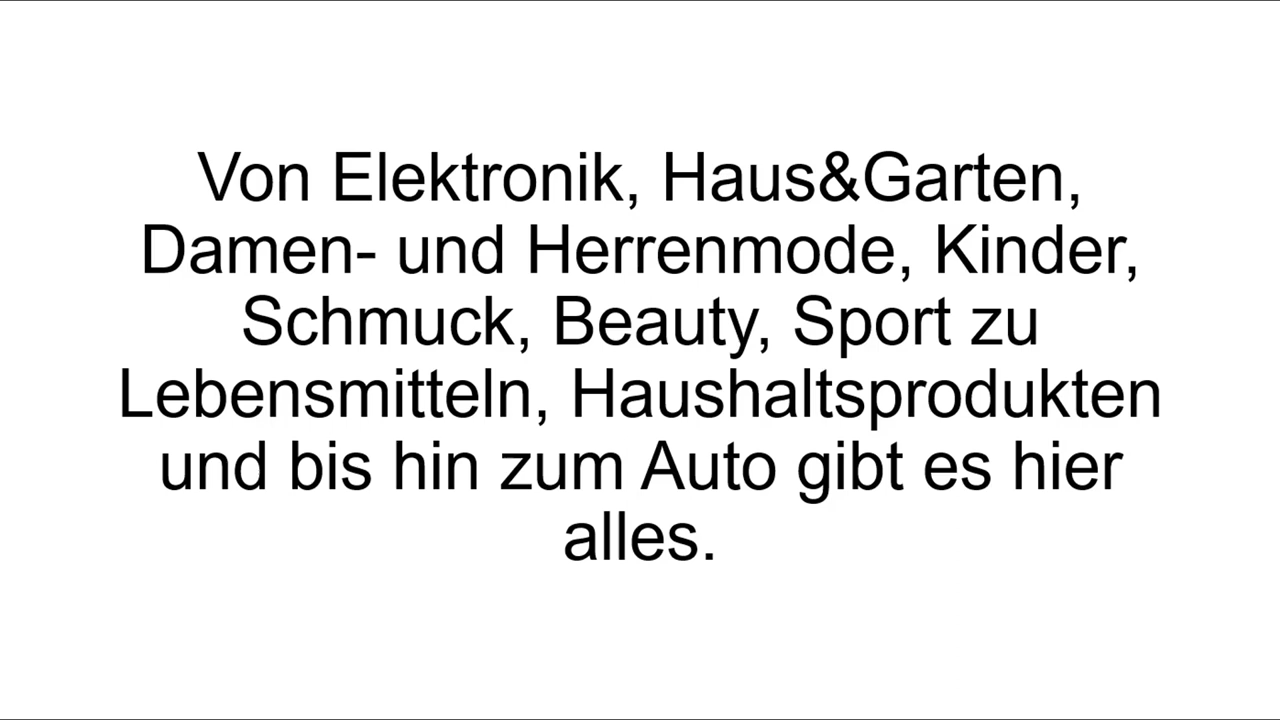 Von Elektronik, Haus&Garten,
Damen- und Herrenmode, Kinder,
Schmuck, Beauty, Sport zu
Lebensmitteln, Haushaltsprodukten
und bis hin zum Auto gibt es hier
alles.